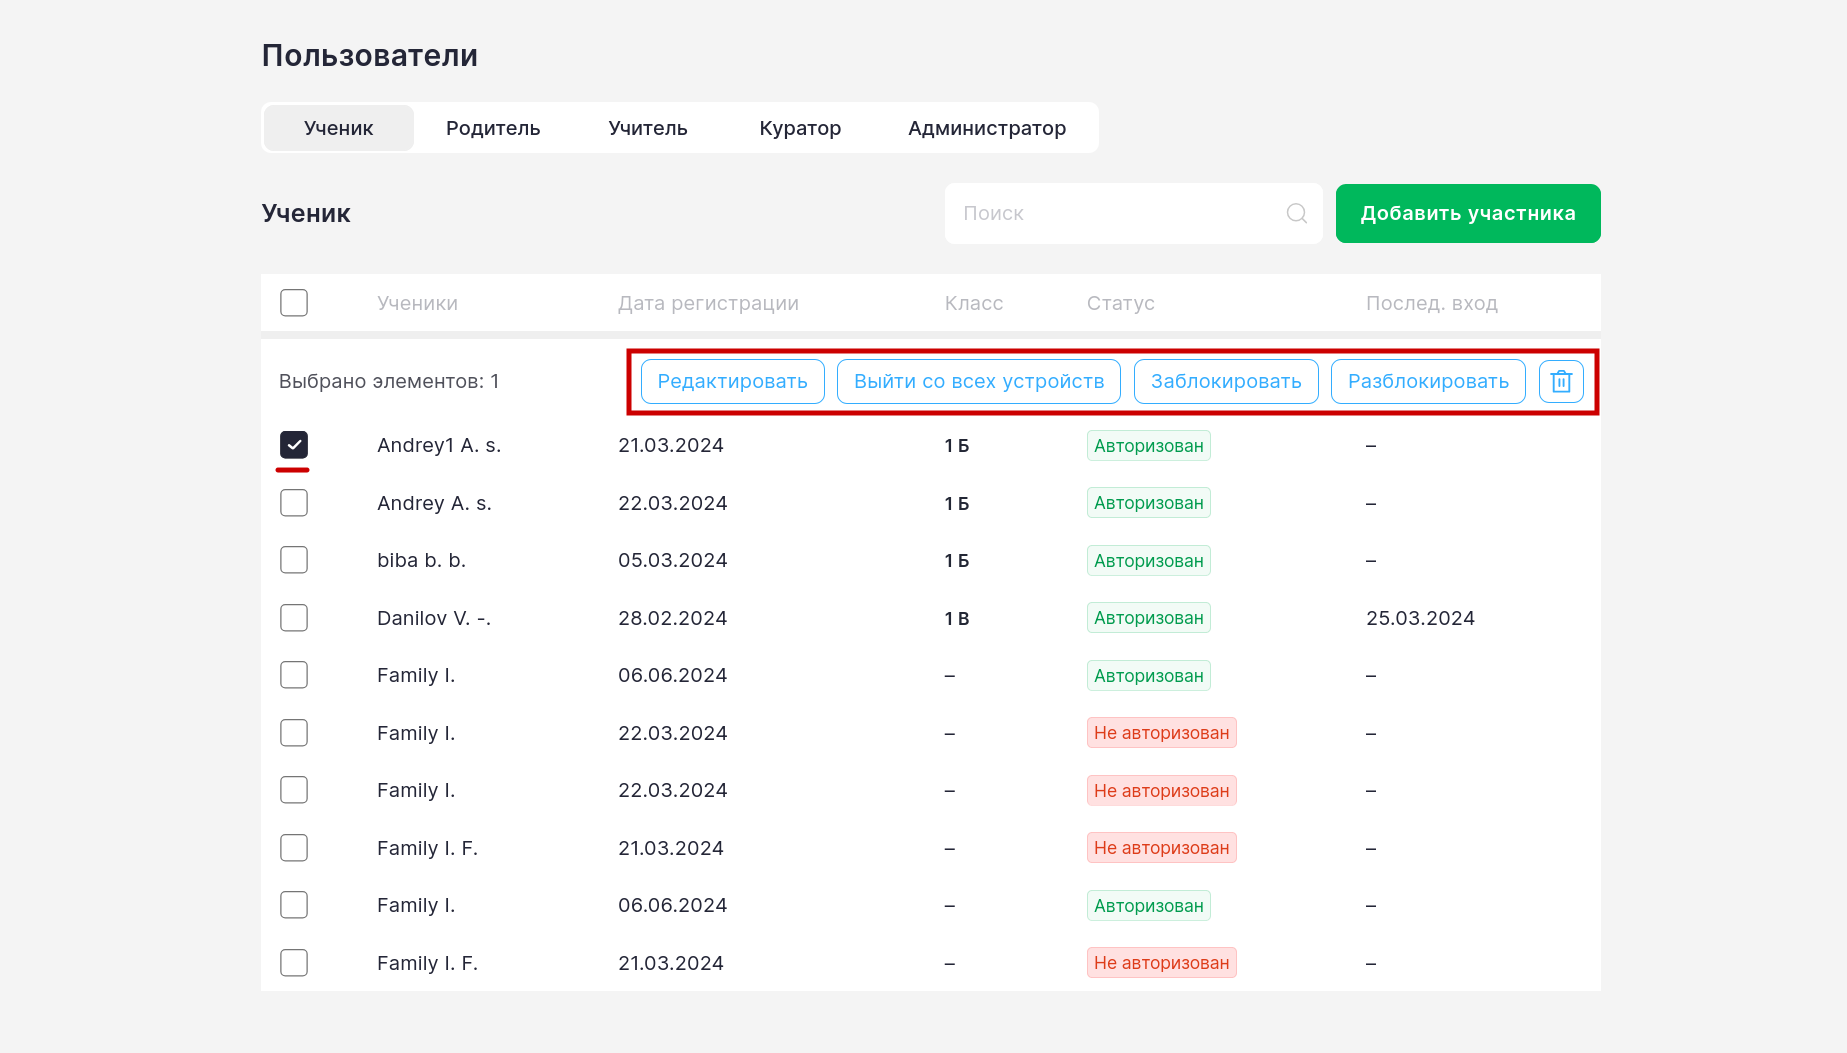 Пользователи
Ученик Родитель Учитель Куратор Администратор
Ученик Поиск Добавить участника
Ученики Дата регистрации Класс Статус Послед. вход
Выбрано элементов: 1 Редактировать Выйти со всех устройств Заблокировать Разблокировать
Andrey1 A. s. 21.03.2024 1 Б Авторизован –
Andrey A. s. 22.03.2024 1 Б Авторизован –
biba b. b. 05.03.2024 1 Б Авторизован –
Danilov V. -. 28.02.2024 1 В Авторизован 25.03.2024
Family I. 06.06.2024 – Авторизован –
Family I. 22.03.2024 – Не авторизован –
Family I. 22.03.2024 – Не авторизован –
Family I. F. 21.03.2024 – Не авторизован –
Family I. 06.06.2024 – Авторизован –
Family I. F. 21.03.2024 – Не авторизован –